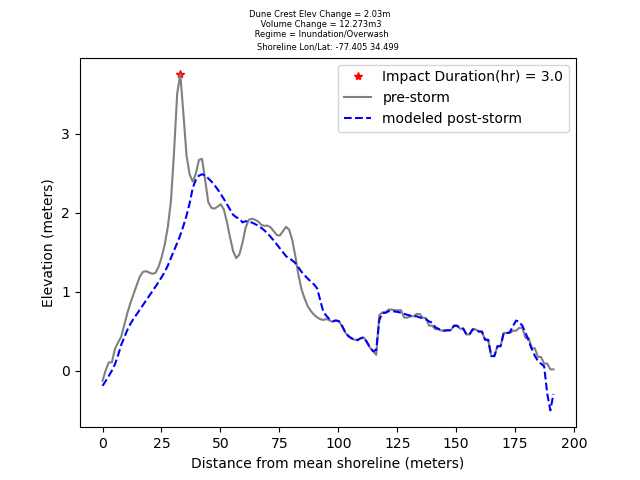 Dune Crest Elev Change = 2.03m
Volume Change = 12.273m3
Regime = Inundation/Overwash
Shoreline Lon/Lat: -77.405 34.499
Impact Duration(hr) = 3.0
pre-storm
modeled post-storm
Elevation (meters)
3
2
1
0
0 25 50 75 100 125 150 175 200
Distance from mean shoreline (meters)